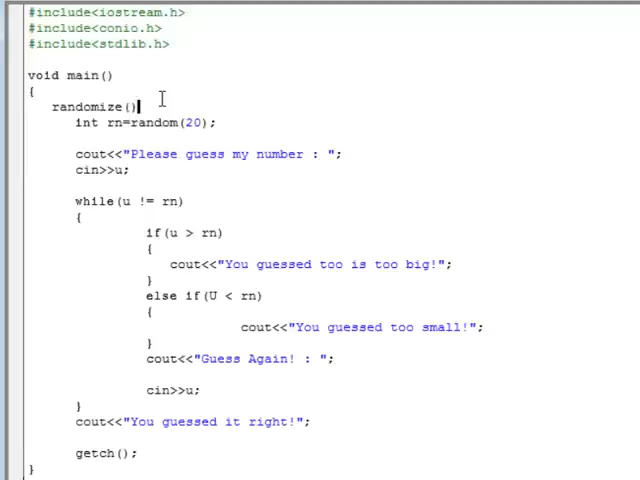 #include<iostream.h>
#include<conio.h>
#include<stdlib.h>
void main()
{
randomize()
int rn=random(20);
cout<<"Please guess my number : ";
cin>>u;
while(u != rn)
{
if(u > rn)
{
cout<<"You guessed too is too big!";
}
else if(U < rn)
{
cout<<"You guessed too small!";
}
cout<<"Guess Again! : ";
cin>>u;
}
cout<<"You guessed it right!";
getch();
}